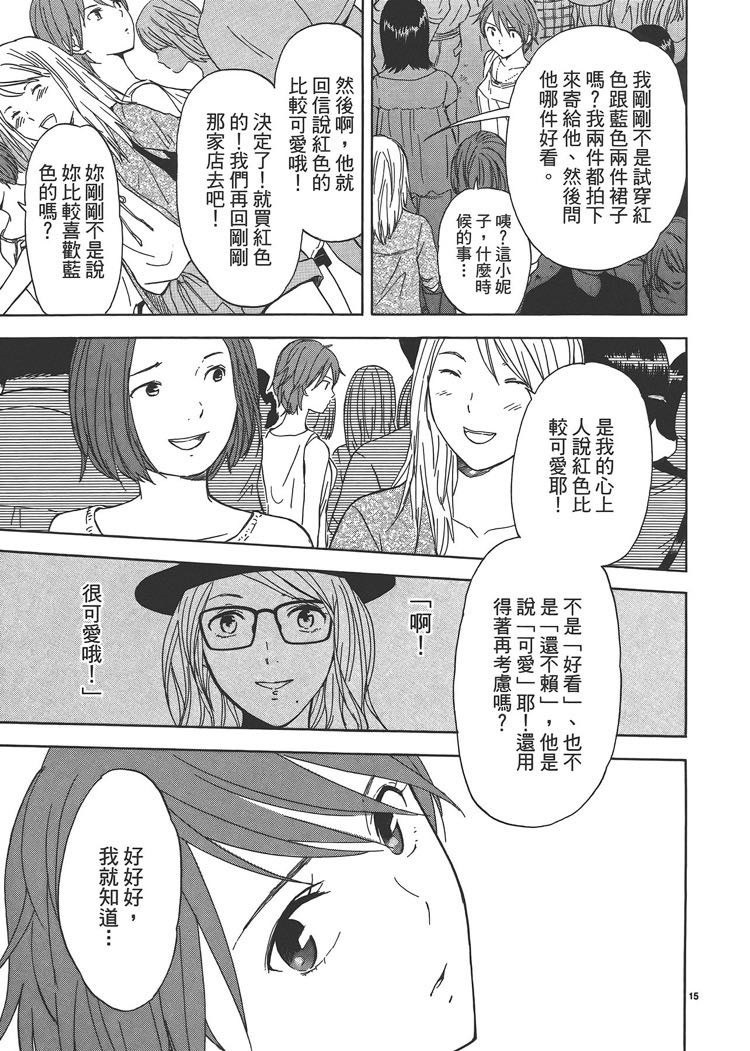 我剛剛不是試穿紅
色跟藍色兩件裙子
嗎？我兩件都拍下
來寄給他、然後問
他哪件好看。
咦？這小妮
子，什麼時
候的事…
然後啊，他就
回信說紅色的
比較可愛哦！
決定了！就買紅色
的！我們再回剛剛
那家店去吧！
妳剛剛不是說
妳比較喜歡藍
色的嗎？
是我的心上
人說紅色比
較可愛耶！
不是「好看」、也不
是「還不賴」，他是
說「可愛」耶！還用
得著再考慮嗎？
「啊！
很可愛哦！」
好好好，
我就知道…
15